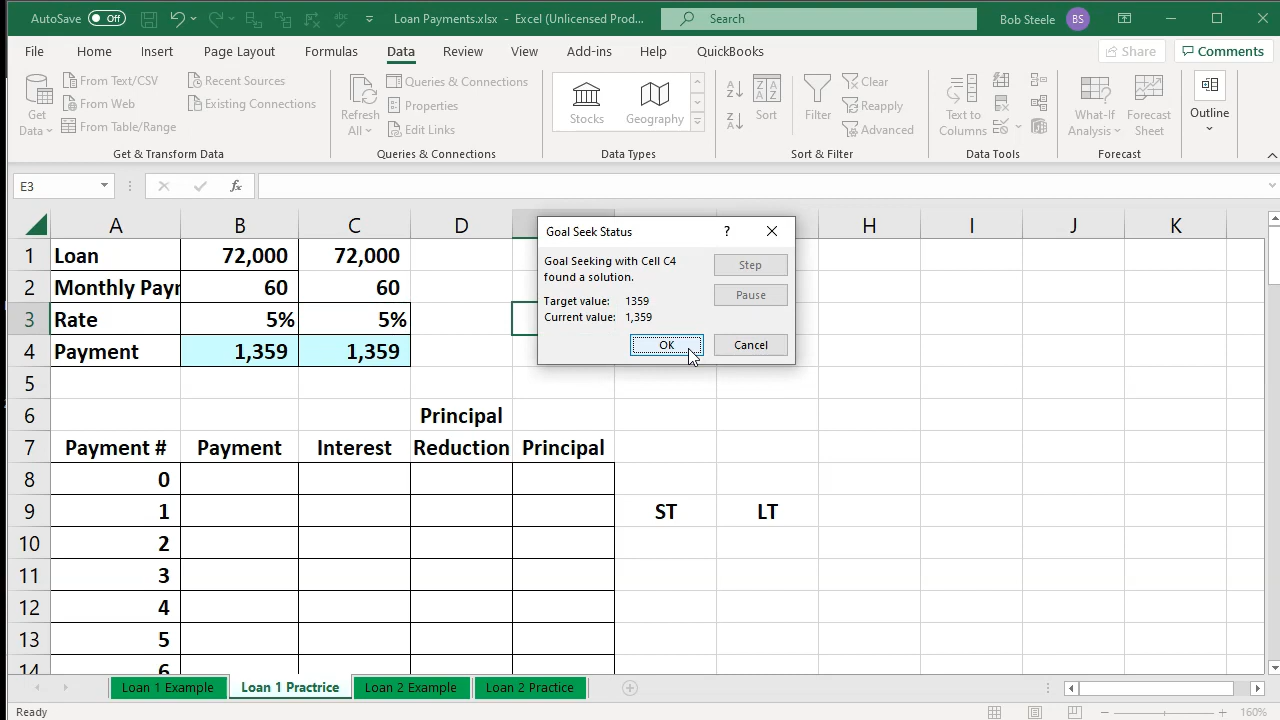 AutoSave Off Loan Payments.xlsx - Excel (Unlicensed Prod... Search Bob Steele BS
File Home Insert Page Layout Formulas Data Review View Add-ins Help QuickBooks Share Comments
Get Data
From Text/CSV
From Web
From Table/Range
Recent Sources
Existing Connections
Get & Transform Data
Refresh All
Queries & Connections
Properties
Edit Links
Queries & Connections
Stocks Geography
Data Types
Sort
Filter
Clear
Reapply
Advanced
Sort & Filter
Text to Columns
Data Tools
What-If Analysis
Forecast Sheet
Forecast
Outline
E3 fx
A B C D H I J K
1 Loan 72,000 72,000
2 Monthly Payr 60 60
3 Rate 5% 5%
4 Payment 1,359 1,359
5
6 Principal
7 Payment # Payment Interest Reduction Principal
8 0
9 1 ST LT
10 2
11 3
12 4
13 5
14 6
Goal Seek Status ?
Goal Seeking with Cell C4
found a solution.
Target value: 1359
Current value: 1,359
Step
Pause
OK Cancel
Loan 1 Example Loan 1 Practrice Loan 2 Example Loan 2 Practice
Ready 160%